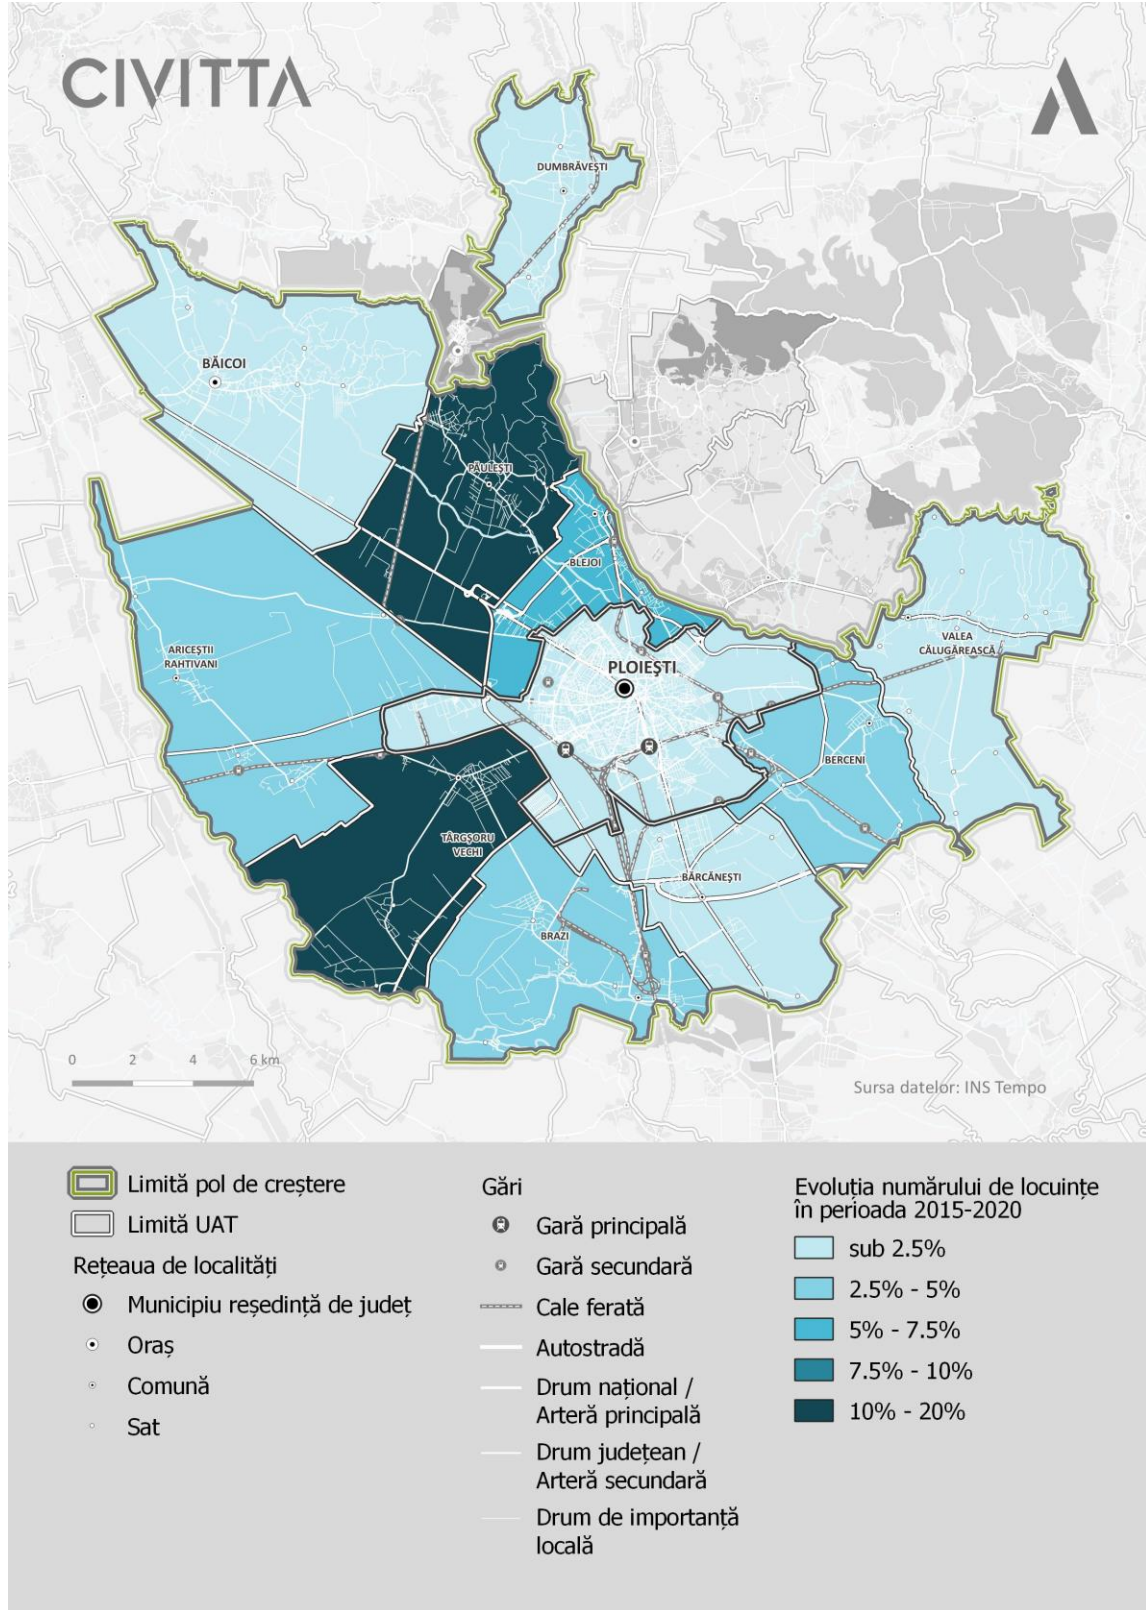 CIVITTA
DUMBRĂVEȘTI
BĂICOI
PĂULEȘTI
BLEJOI
ARICEȘTII
RAHTIVANI
PLOIEȘTI
VALEA
CĂLUGĂREASCĂ
BERCENI
TÂRGȘORU
VECHI
BĂRCĂNEȘTI
BRAZI
0 2 4 6 km
Sursa datelor: INS Tempo
Limită pol de creștere
Limită UAT
Rețeaua de localități
Municipiu reședință de județ
Oraș
Comună
Sat
Gări
Gară principală
Gară secundară
Cale ferată
Autostradă
Drum național /
Arteră principală
Drum județean /
Arteră secundară
Drum de importanță
locală
Evoluția numărului de locuințe
în perioada 2015-2020
sub 2.5%
2.5% - 5%
5% - 7.5%
7.5% - 10%
10% - 20%